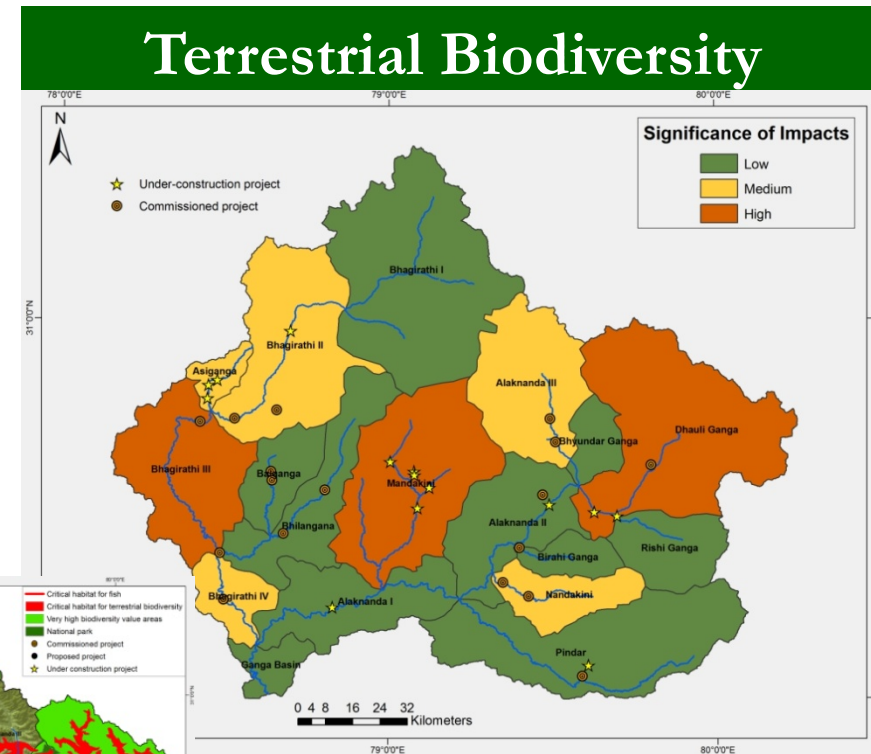 Terrestrial Biodiversity
78°0'0"E
79°0'0"E
80°0'0"E
N
Significance of Impacts
Low
Medium
High
Under-construction project
Commissioned project
31°0'0"N
Bhagirathi I
Bhagirathi II
Asiganga
Alaknanda III
Dhauli Ganga
Bhyundar Ganga
Bhagirathi III
Balganga
Mandakini
Bhilangana
Alaknanda II
Rishi Ganga
Birahi Ganga
Nandakini
Bhagirathi IV
Alaknanda I
Pindar
Ganga Basin
0 4 8 16 24 32
Kilometers
79°0'0"E
80°0'0"E
80°0'0"E
Critical habitat for fish
Critical habitat for terrestrial biodiversity
Very high biodiversity value areas
National park
Commissioned project
Proposed project
Under construction project